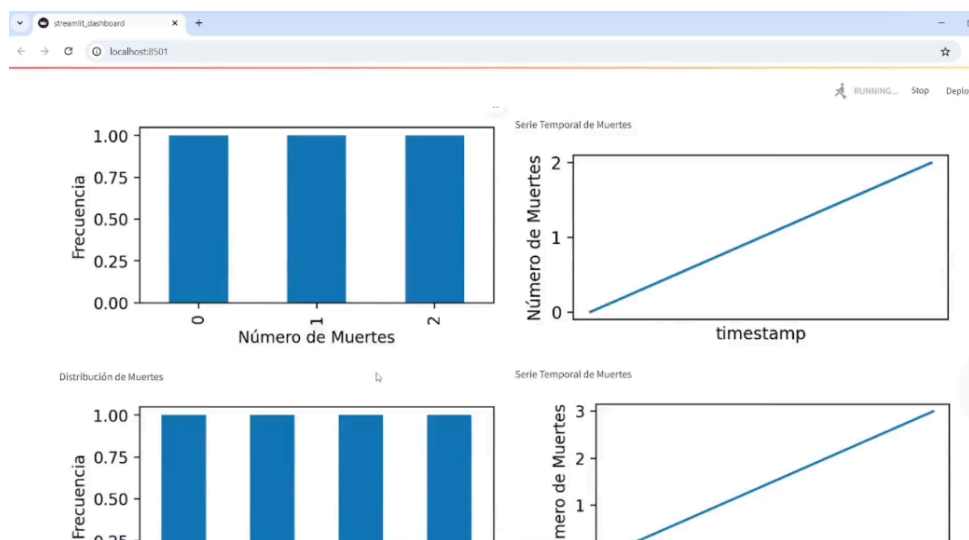 streamlit_dashboard
localhost:8501
RUNNING...
Stop
Deplo
1.00
0.75
0.50
0.25
0.00
Frecuencia
0
1
2
Número de Muertes
Serie Temporal de Muertes
2
1
0
Número de Muertes
timestamp
Distribución de Muertes
1.00
0.75
0.50
0.25
Frecuencia
Serie Temporal de Muertes
3
2
1
mero de Muertes